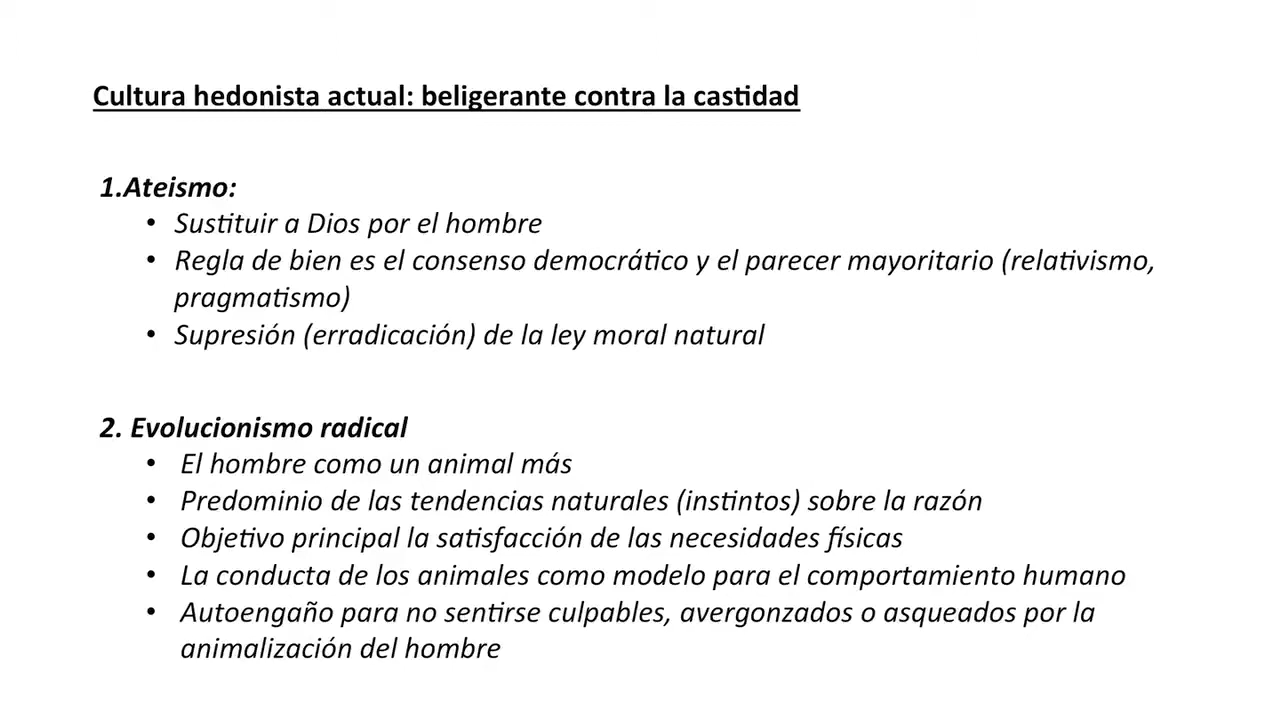 Cultura hedonista actual: beligerante contra la castidad
1.Ateismo:
• Sustituir a Dios por el hombre
• Regla de bien es el consenso democrático y el parecer mayoritario (relativismo,
pragmatismo)
• Supresión (erradicación) de la ley moral natural
2. Evolucionismo radical
• El hombre como un animal más
• Predominio de las tendencias naturales (instintos) sobre la razón
• Objetivo principal la satisfacción de las necesidades físicas
• La conducta de los animales como modelo para el comportamiento humano
• Autoengaño para no sentirse culpables, avergonzados o asqueados por la
animalización del hombre